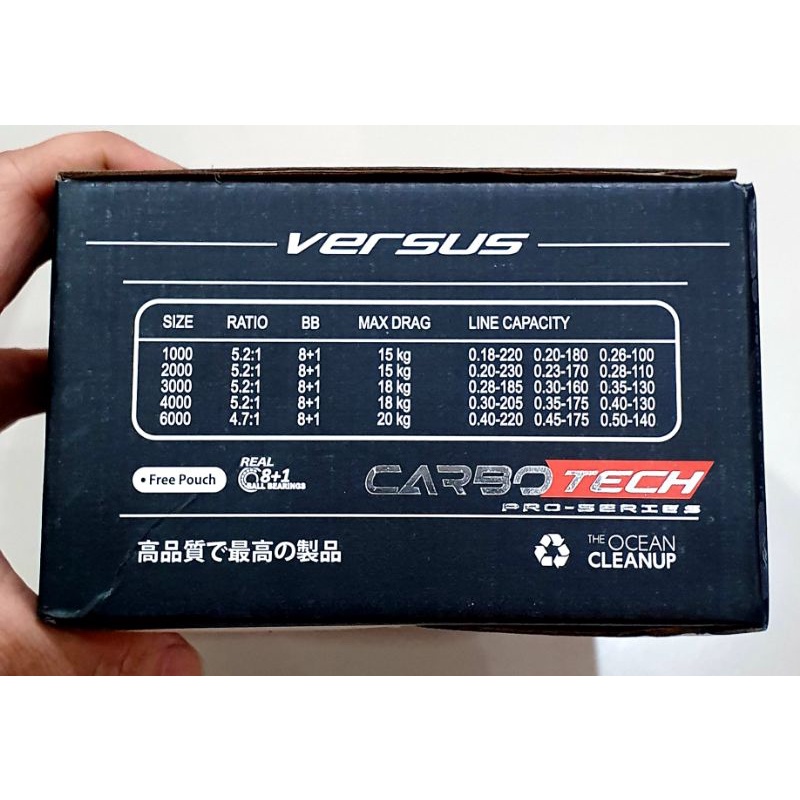 versus
SIZE RATIO BB MAX DRAG LINE CAPACITY
1000 5.2:1 8+1 15 kg 0.18-220 0.20-180 0.26-100
2000 5.2:1 8+1 15 kg 0.20-230 0.23-170 0.28-110
3000 5.2:1 8+1 18 kg 0.28-185 0.30-160 0.35-130
4000 5.2:1 8+1 18 kg 0.30-205 0.35-175 0.40-130
6000 4.7:1 8+1 20 kg 0.40-220 0.45-175 0.50-140
• Free Pouch
REAL
8+1
BALL BEARINGS
CARBO TECH
PRO-SERIES
高品質で最高の製品
THE OCEAN
CLEANUP